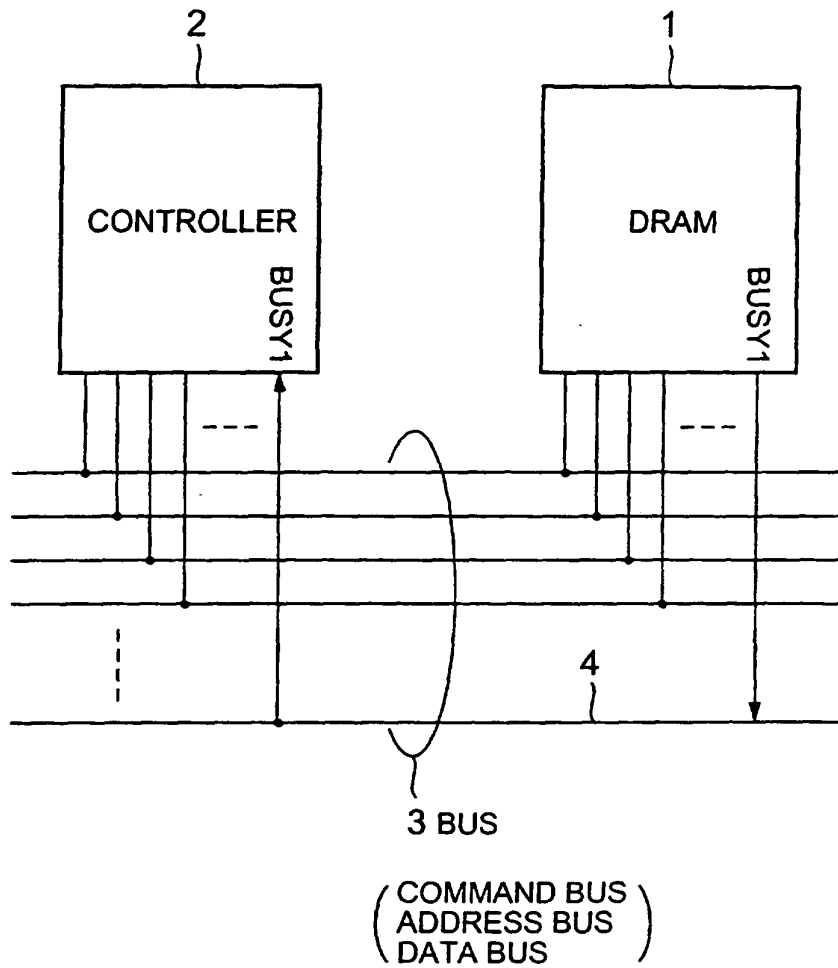 2
1
CONTROLLER
BUSY1
DRAM
BUSY1
4
3 BUS
COMMAND BUS
ADDRESS BUS
DATA BUS